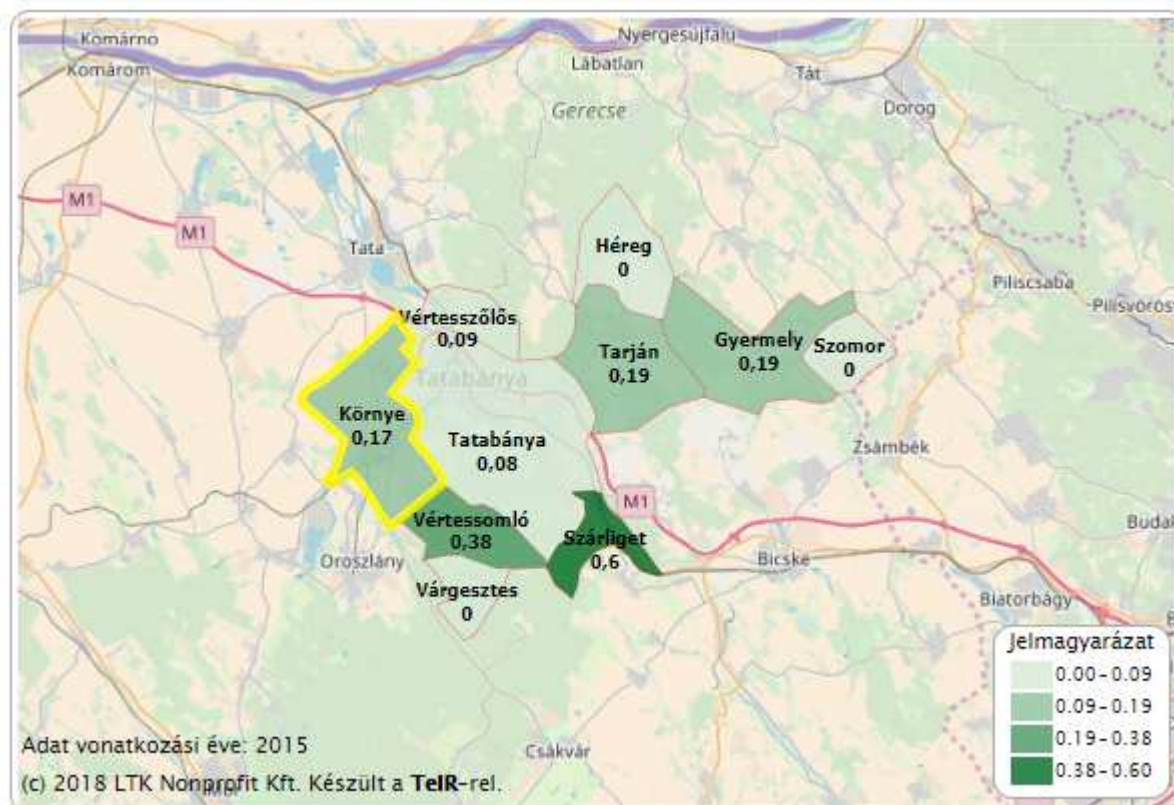 Komárno
Komárom
Nyergesújfalu
Lábatlan
Tát
Dorog
Gerecse
M1
M1
Tata
Héreg
0
Piliscsaba
Pilisvörös
Vértesszőlős
0,09
Tarján
0,19
Gyermely
0,19
Szomor
0
Tatabánya
Környe
0,17
Tatabánya
0,08
Zsámbék
M1
Vértessomló
0,38
Szárliget
0,6
Budak
Oroszlány
Bicske
Várgesztes
0
Biatorbágy
Jelmagyarázat
0.00-0.09
0.09-0.19
0.19-0.38
0.38-0.60
Csákvár
Adat vonatkozási éve: 2015
(c) 2018 LTK Nonprofit Kft. Készült a TeIR-rel.